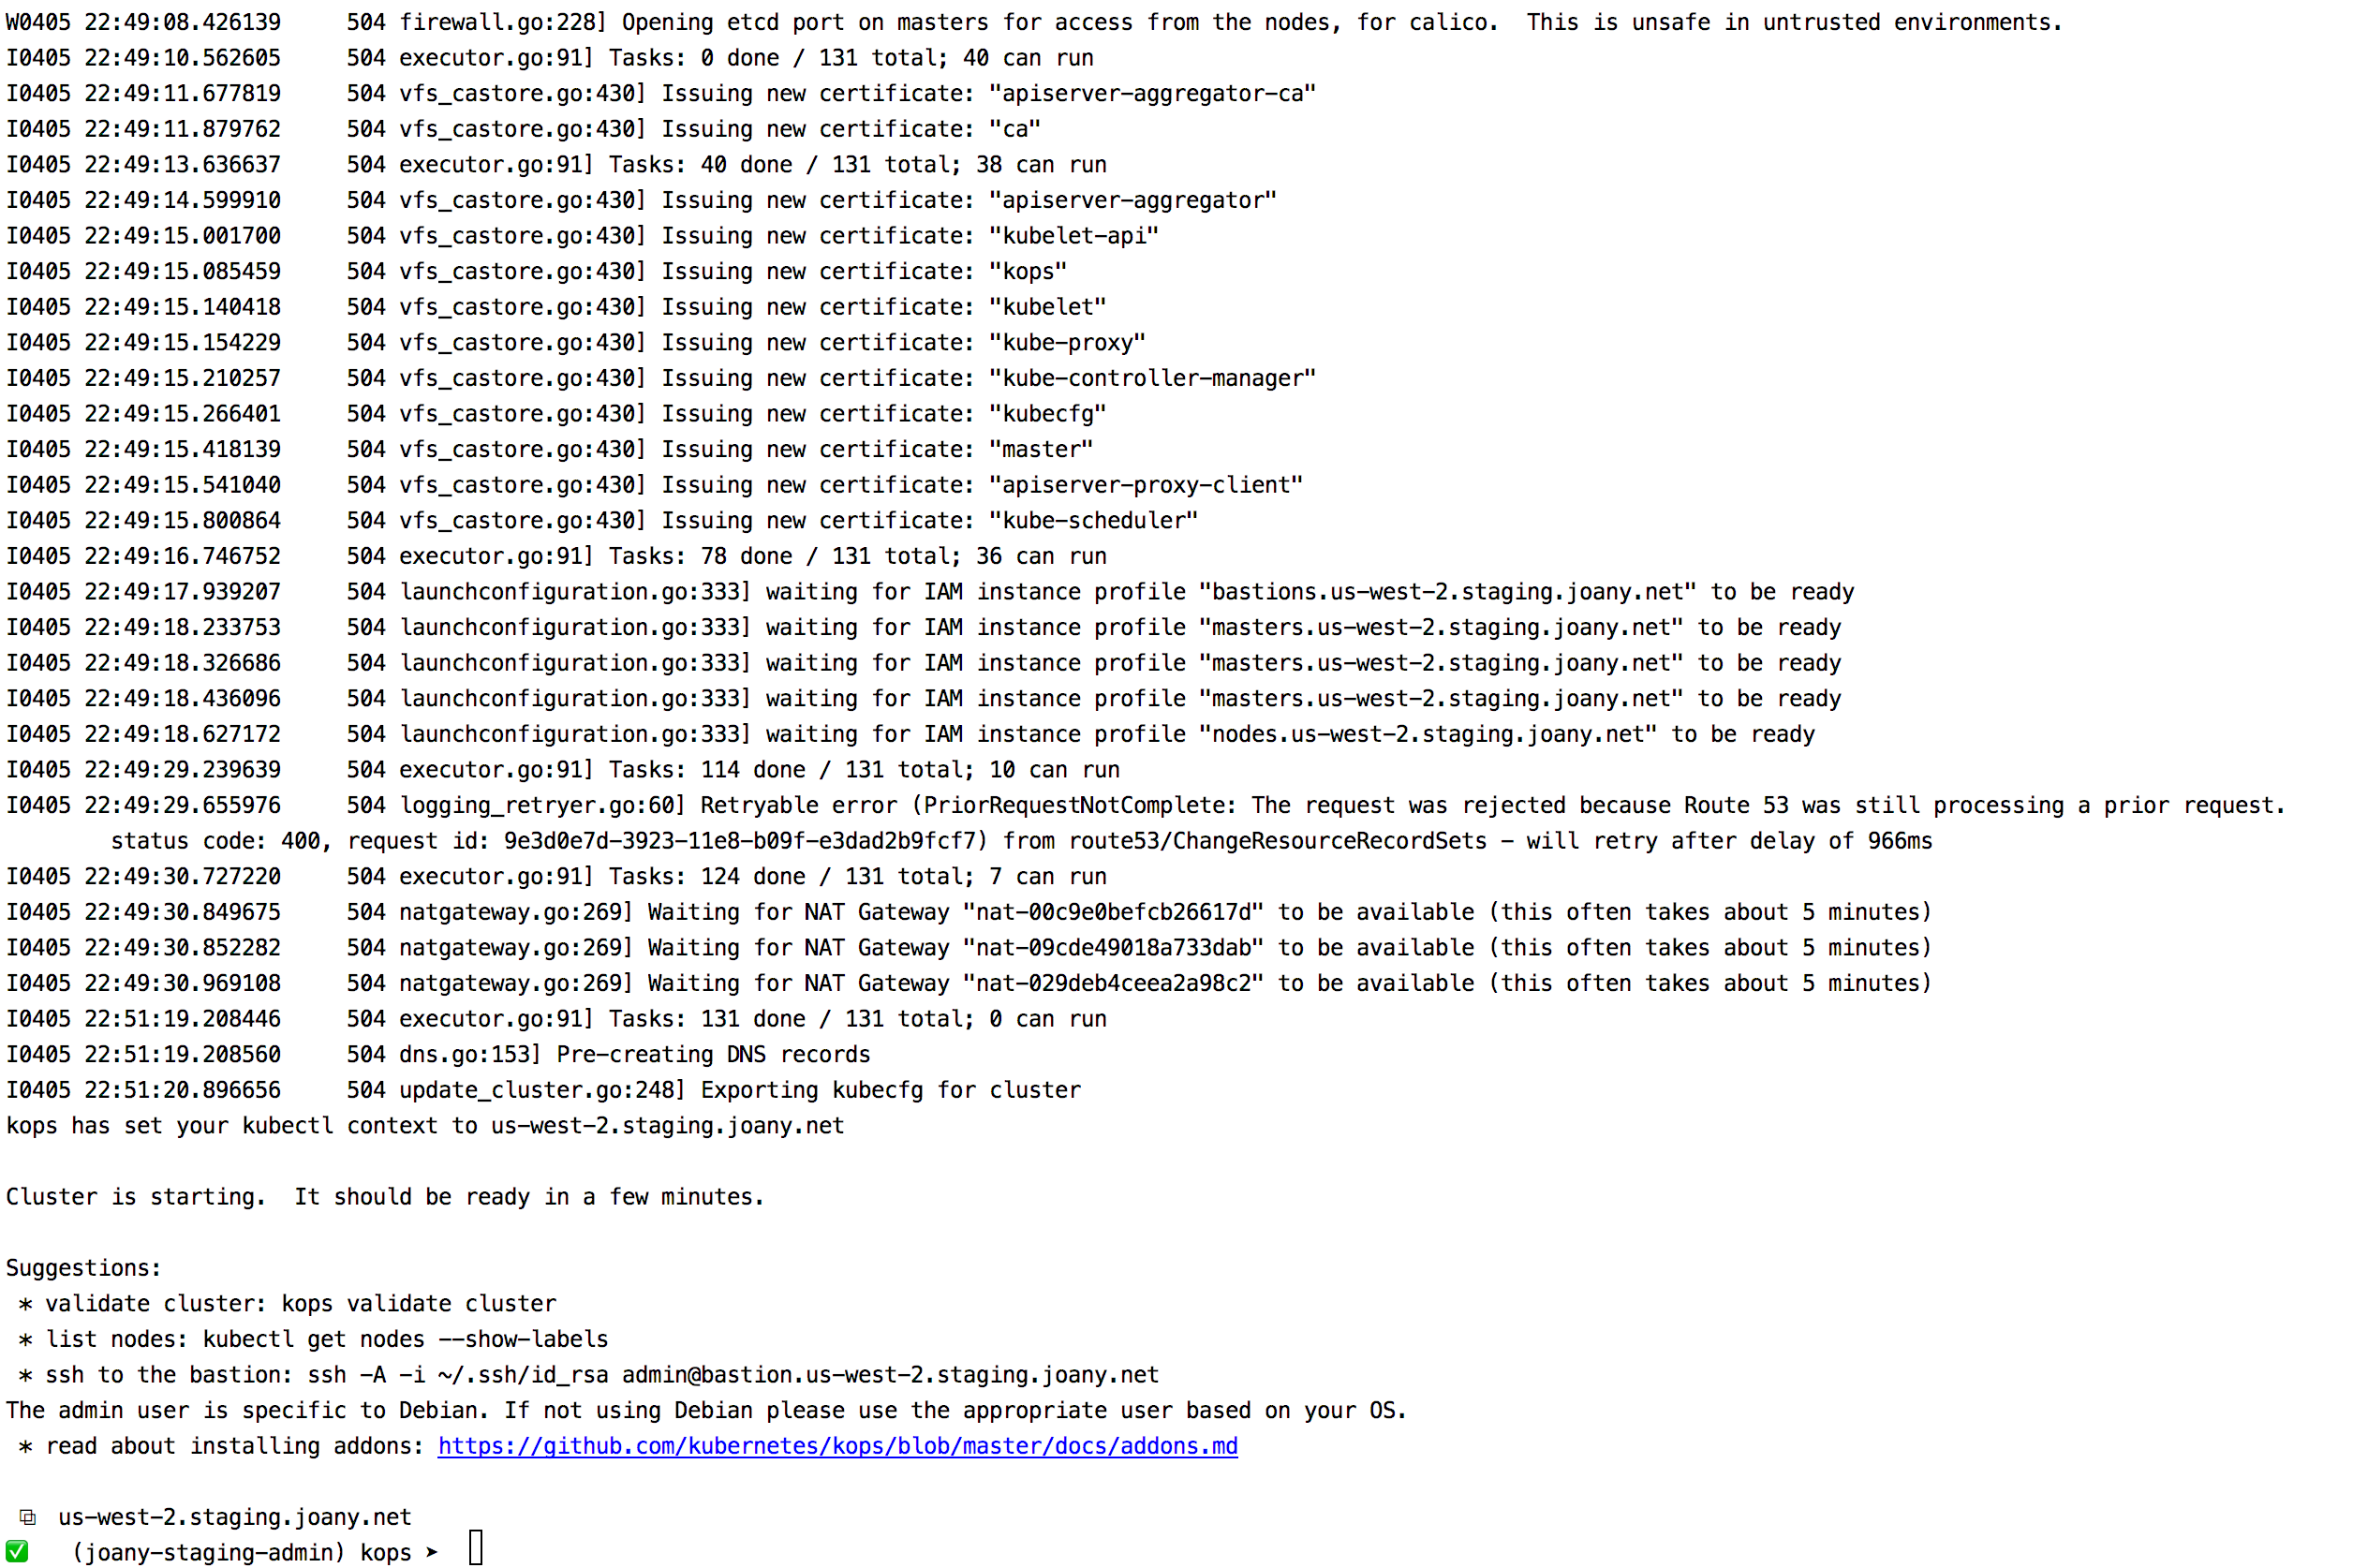 W0405 22:49:08.426139     504 firewall.go:228] Opening etcd port on masters for access from the nodes, for calico.  This is unsafe in untrusted environments.
I0405 22:49:10.562605     504 executor.go:91] Tasks: 0 done / 131 total; 40 can run
I0405 22:49:11.677819     504 vfs_castore.go:430] Issuing new certificate: "apiserver-aggregator-ca"
I0405 22:49:11.879762     504 vfs_castore.go:430] Issuing new certificate: "ca"
I0405 22:49:13.636637     504 executor.go:91] Tasks: 40 done / 131 total; 38 can run
I0405 22:49:14.599910     504 vfs_castore.go:430] Issuing new certificate: "apiserver-aggregator"
I0405 22:49:15.001700     504 vfs_castore.go:430] Issuing new certificate: "kubelet-api"
I0405 22:49:15.085459     504 vfs_castore.go:430] Issuing new certificate: "kops"
I0405 22:49:15.140418     504 vfs_castore.go:430] Issuing new certificate: "kubelet"
I0405 22:49:15.154229     504 vfs_castore.go:430] Issuing new certificate: "kube-proxy"
I0405 22:49:15.210257     504 vfs_castore.go:430] Issuing new certificate: "kube-controller-manager"
I0405 22:49:15.266401     504 vfs_castore.go:430] Issuing new certificate: "kubecfg"
I0405 22:49:15.418139     504 vfs_castore.go:430] Issuing new certificate: "master"
I0405 22:49:15.541040     504 vfs_castore.go:430] Issuing new certificate: "apiserver-proxy-client"
I0405 22:49:15.800864     504 vfs_castore.go:430] Issuing new certificate: "kube-scheduler"
I0405 22:49:16.746752     504 executor.go:91] Tasks: 78 done / 131 total; 36 can run
I0405 22:49:17.939207     504 launchconfiguration.go:333] waiting for IAM instance profile "bastions.us-west-2.staging.joany.net" to be ready
I0405 22:49:18.233753     504 launchconfiguration.go:333] waiting for IAM instance profile "masters.us-west-2.staging.joany.net" to be ready
I0405 22:49:18.326686     504 launchconfiguration.go:333] waiting for IAM instance profile "masters.us-west-2.staging.joany.net" to be ready
I0405 22:49:18.436096     504 launchconfiguration.go:333] waiting for IAM instance profile "masters.us-west-2.staging.joany.net" to be ready
I0405 22:49:18.627172     504 launchconfiguration.go:333] waiting for IAM instance profile "nodes.us-west-2.staging.joany.net" to be ready
I0405 22:49:29.239639     504 executor.go:91] Tasks: 114 done / 131 total; 10 can run
I0405 22:49:29.655976     504 logging_retryer.go:60] Retryable error (PriorRequestNotComplete: The request was rejected because Route 53 was still processing a prior request.
        status code: 400, request id: 9e3d0e7d-3923-11e8-b09f-e3dad2b9fcf7) from route53/ChangeResourceRecordSets - will retry after delay of 966ms
I0405 22:49:30.727220     504 executor.go:91] Tasks: 124 done / 131 total; 7 can run
I0405 22:49:30.849675     504 natgateway.go:269] Waiting for NAT Gateway "nat-00c9e0befcb26617d" to be available (this often takes about 5 minutes)
I0405 22:49:30.852282     504 natgateway.go:269] Waiting for NAT Gateway "nat-09cde49018a733dab" to be available (this often takes about 5 minutes)
I0405 22:49:30.969108     504 natgateway.go:269] Waiting for NAT Gateway "nat-029deb4ceea2a98c2" to be available (this often takes about 5 minutes)
I0405 22:51:19.208446     504 executor.go:91] Tasks: 131 done / 131 total; 0 can run
I0405 22:51:19.208560     504 dns.go:153] Pre-creating DNS records
I0405 22:51:20.896656     504 update_cluster.go:248] Exporting kubecfg for cluster
kops has set your kubectl context to us-west-2.staging.joany.net

Cluster is starting.  It should be ready in a few minutes.

Suggestions:
 * validate cluster: kops validate cluster
 * list nodes: kubectl get nodes --show-labels
 * ssh to the bastion: ssh -A -i ~/.ssh/id_rsa admin@bastion.us-west-2.staging.joany.net
The admin user is specific to Debian. If not using Debian please use the appropriate user based on your OS.
 * read about installing addons: https://github.com/kubernetes/kops/blob/master/docs/addons.md

 ⧉  us-west-2.staging.joany.net
✅   (joany-staging-admin) kops ➤